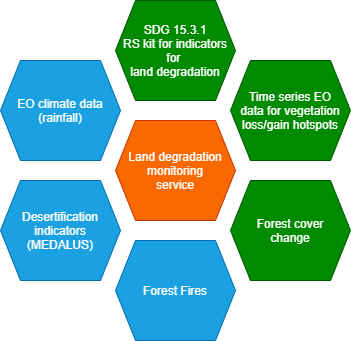 SDG 15.3.1
RS kit for indicators
for
land degradation
EO climate data
(rainfall)
Time series EO
data for vegetation
loss/gain hotspots
Land degradation
monitoring
service
Desertification
indicators
(MEDALUS)
Forest cover
change
Forest Fires